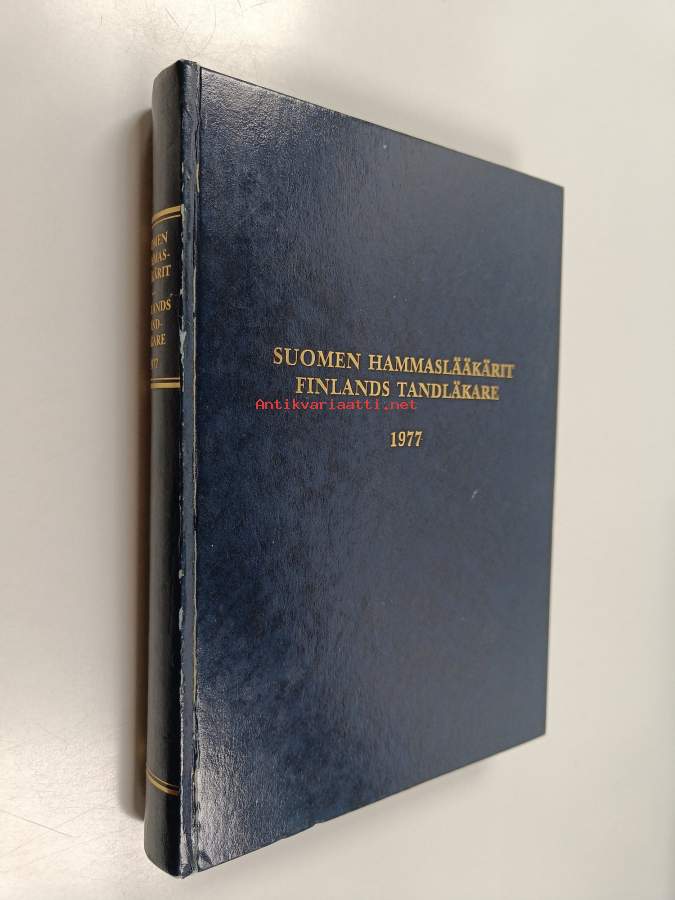 SUOMEN HAMMASLÄÄKÄRIT
FINLANDS TANDLÄKARE
Antikvariaatti.net
1977